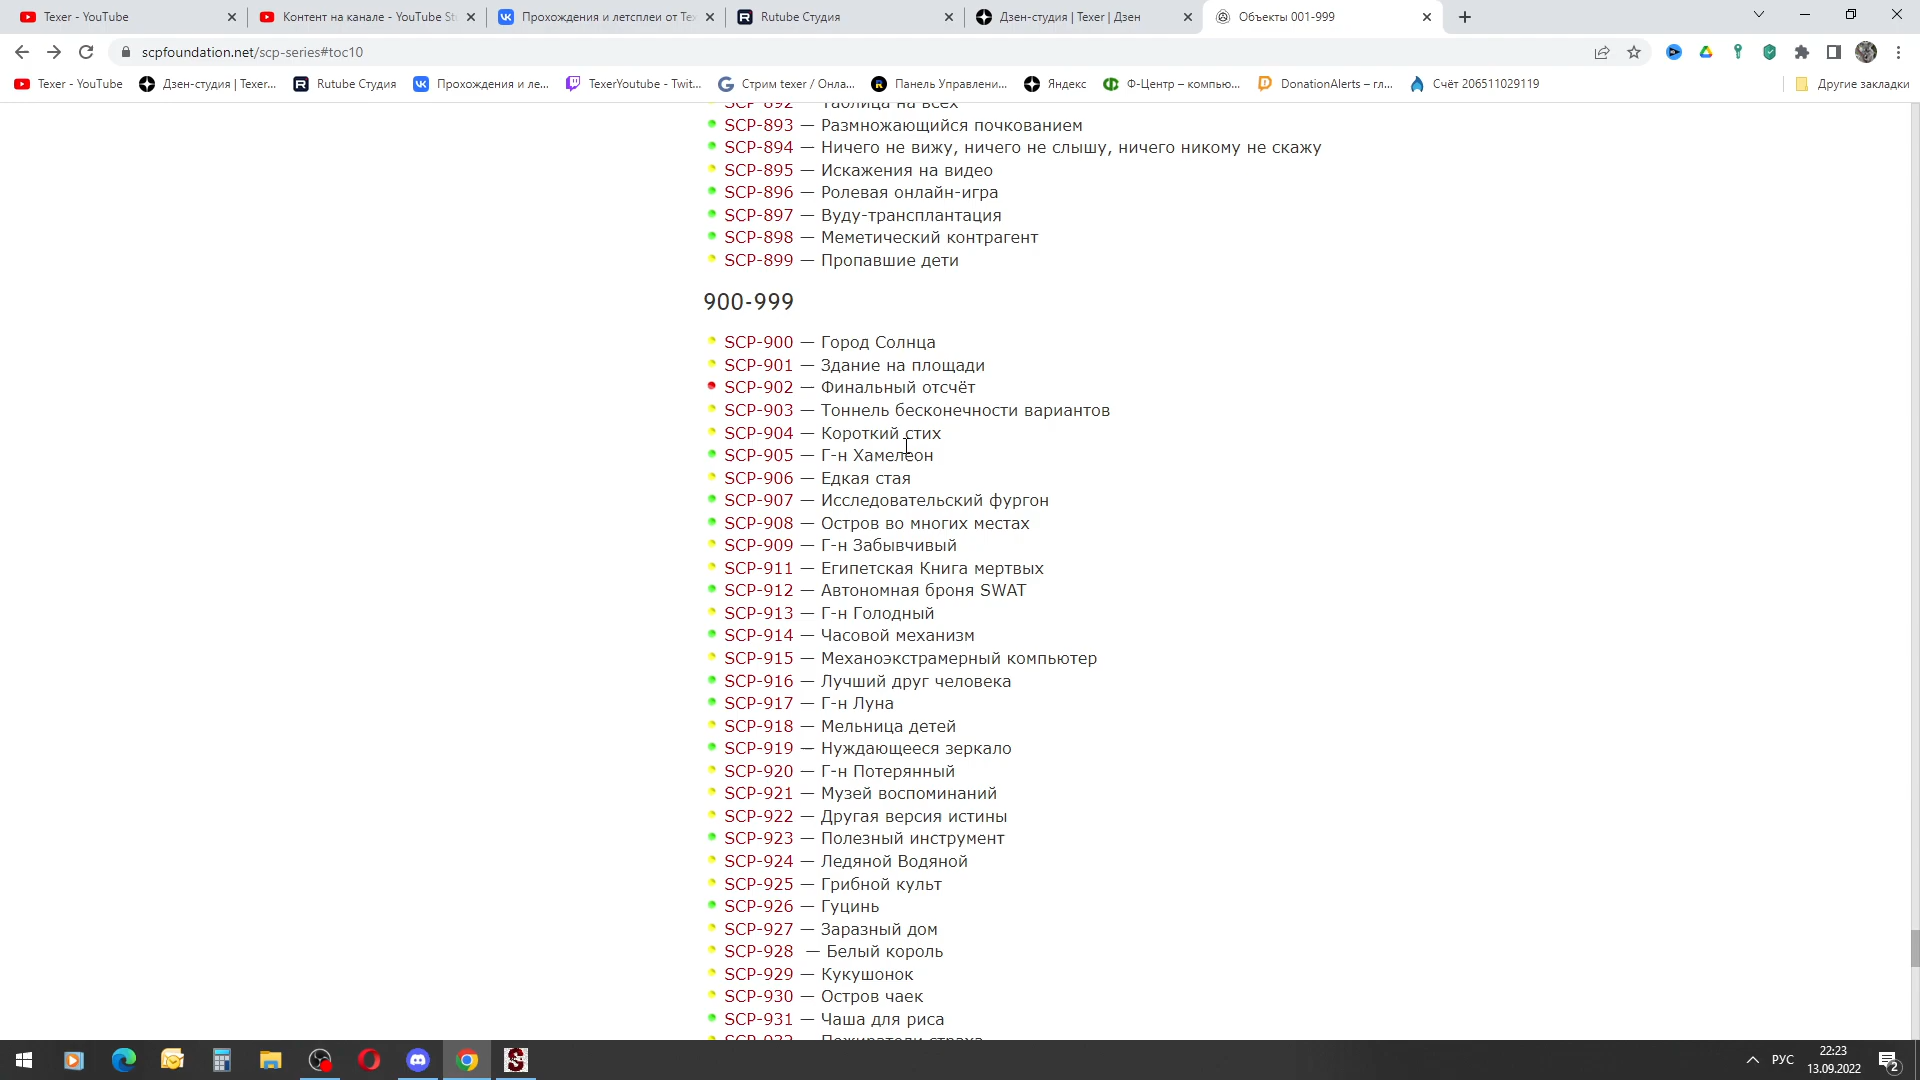 Texer - YouTube
Контент на канале - YouTube St
Прохождения и летсплеи от Te
Rutube Студия
Дзен-студия | Texer | Дзен
Объекты 001-999
scpfoundation.net/scp-series#toc10
Texer - YouTube
Дзен-студия | Texer...
Rutube Студия
Прохождения и ле...
TexerYoutube - Twit...
Стрим texer / Онла...
Панель Управлени...
Яндекс
Ф-Центр – компью...
DonationAlerts – гл...
Счёт 206511029119
Другие закладки
SCP-892 — Таблица на всех
SCP-893 — Размножающийся почкованием
SCP-894 — Ничего не вижу, ничего не слышу, ничего никому не скажу
SCP-895 — Искажения на видео
SCP-896 — Ролевая онлайн-игра
SCP-897 — Вуду-трансплантация
SCP-898 — Меметический контрагент
SCP-899 — Пропавшие дети
900-999
SCP-900 — Город Солнца
SCP-901 — Здание на площади
SCP-902 — Финальный отсчёт
SCP-903 — Тоннель бесконечности вариантов
SCP-904 — Короткий стих
SCP-905 — Г-н Хамелеон
SCP-906 — Едкая стая
SCP-907 — Исследовательский фургон
SCP-908 — Остров во многих местах
SCP-909 — Г-н Забывчивый
SCP-911 — Египетская Книга мертвых
SCP-912 — Автономная броня SWAT
SCP-913 — Г-н Голодный
SCP-914 — Часовой механизм
SCP-915 — Механоэкстрамерный компьютер
SCP-916 — Лучший друг человека
SCP-917 — Г-н Луна
SCP-918 — Мельница детей
SCP-919 — Нуждающееся зеркало
SCP-920 — Г-н Потерянный
SCP-921 — Музей воспоминаний
SCP-922 — Другая версия истины
SCP-923 — Полезный инструмент
SCP-924 — Ледяной Водяной
SCP-925 — Грибной культ
SCP-926 — Гуцинь
SCP-927 — Заразный дом
SCP-928 — Белый король
SCP-929 — Кукушонок
SCP-930 — Остров чаек
SCP-931 — Чаша для риса
SCP-932 — Пожиратели страха
РУС
22:23
13.09.2022
2